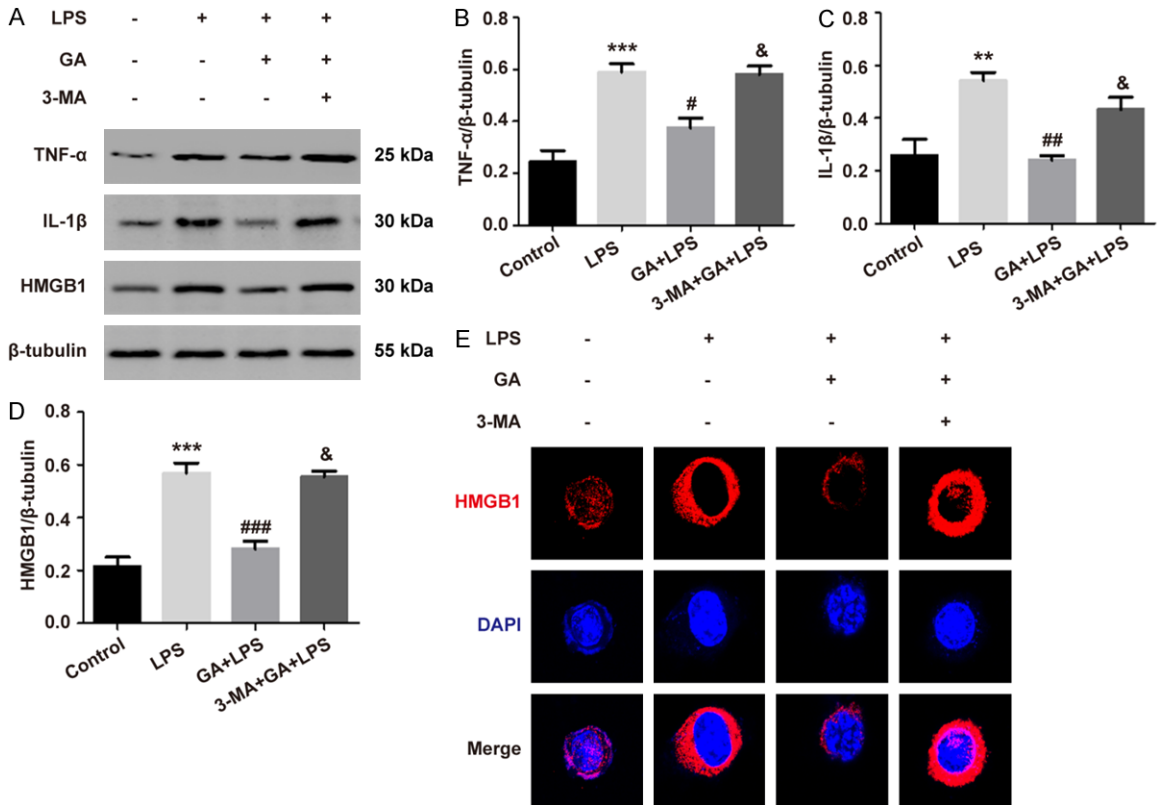 A
LPS - + + +
GA - - + +
3-MA - - - +
TNF-α 25 kDa
IL-1β 30 kDa
HMGB1 30 kDa
β-tubulin 55 kDa
B
TNF-α/β-tubulin
0.8
0.6
0.4
0.2
0.0
***
#
&
Control
LPS
GA+LPS
3-MA+GA+LPS
C
IL-1β/β-tubulin
0.8
0.6
0.4
0.2
0.0
**
##
&
Control
LPS
GA+LPS
3-MA+GA+LPS
D
HMGB1/β-tubulin
0.8
0.6
0.4
0.2
0.0
***
###
&
Control
LPS
GA+LPS
3-MA+GA+LPS
E
LPS - + + +
GA - - + +
3-MA - - - +
HMGB1
DAPI
Merge